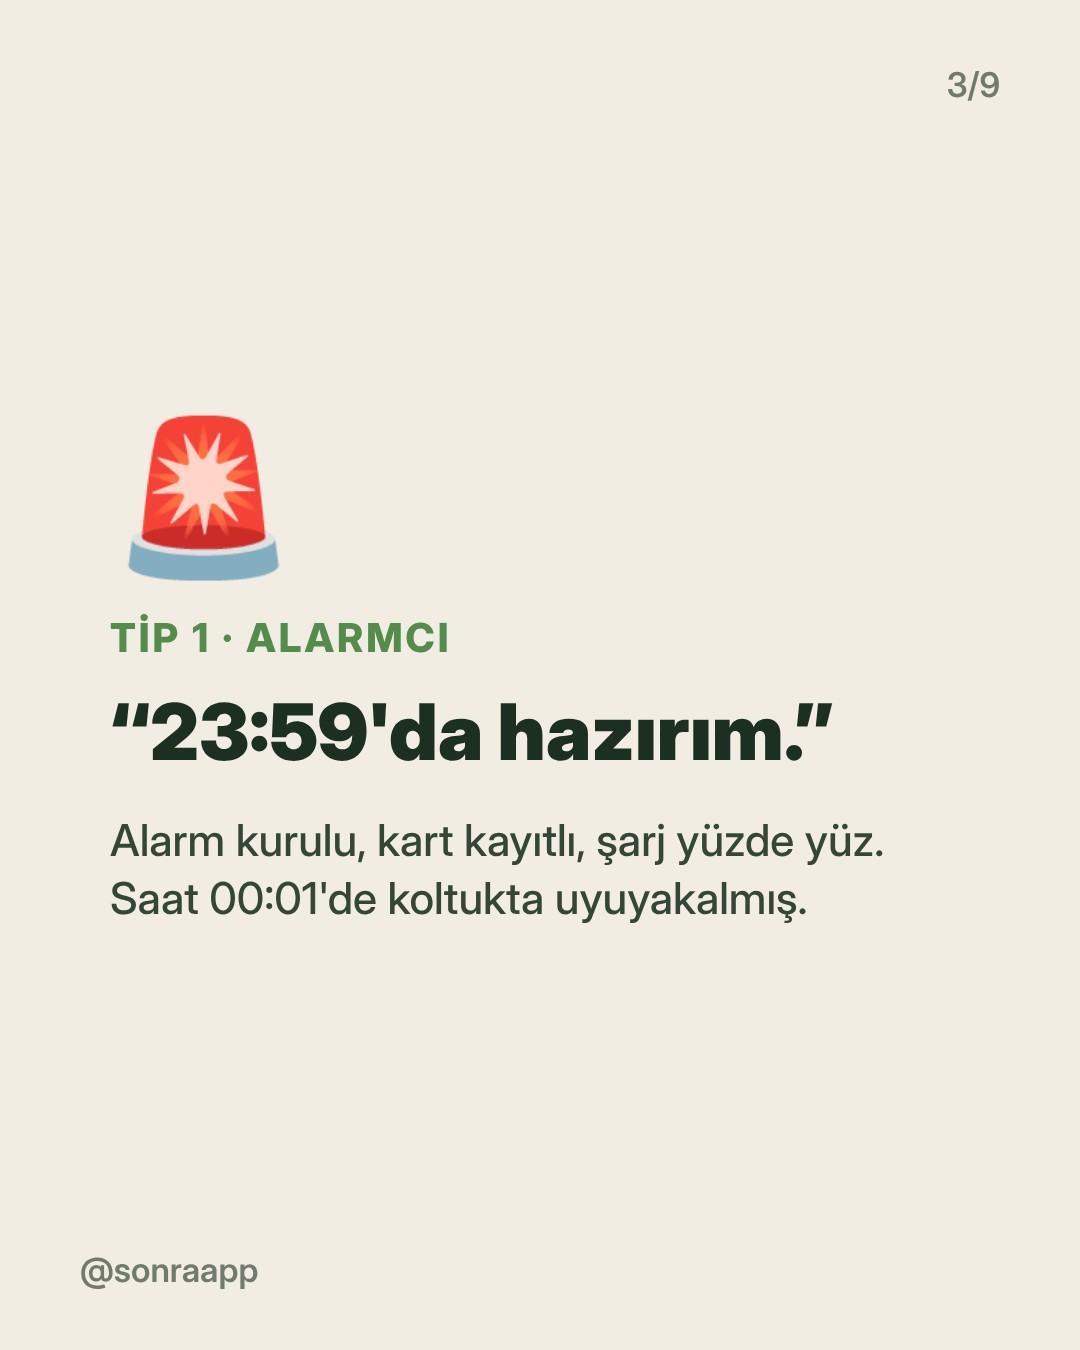 3/9
TİP 1 · ALARMCI
“23:59'da hazırım.”
Alarm kurulu, kart kayıtlı, şarj yüzde yüz.
Saat 00:01'de koltukta uyuyakalmış.
@sonraapp